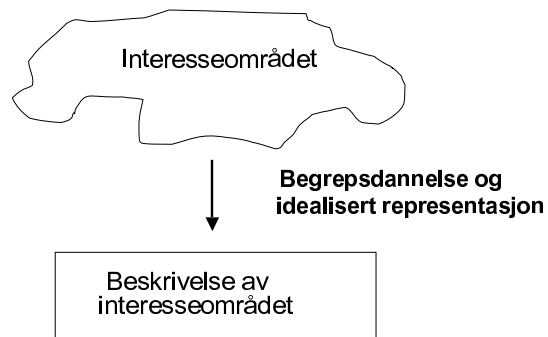 Interesseområdet
Begrepsdannelse og
idealisert representasjon
Beskrivelse av
interesseområdet